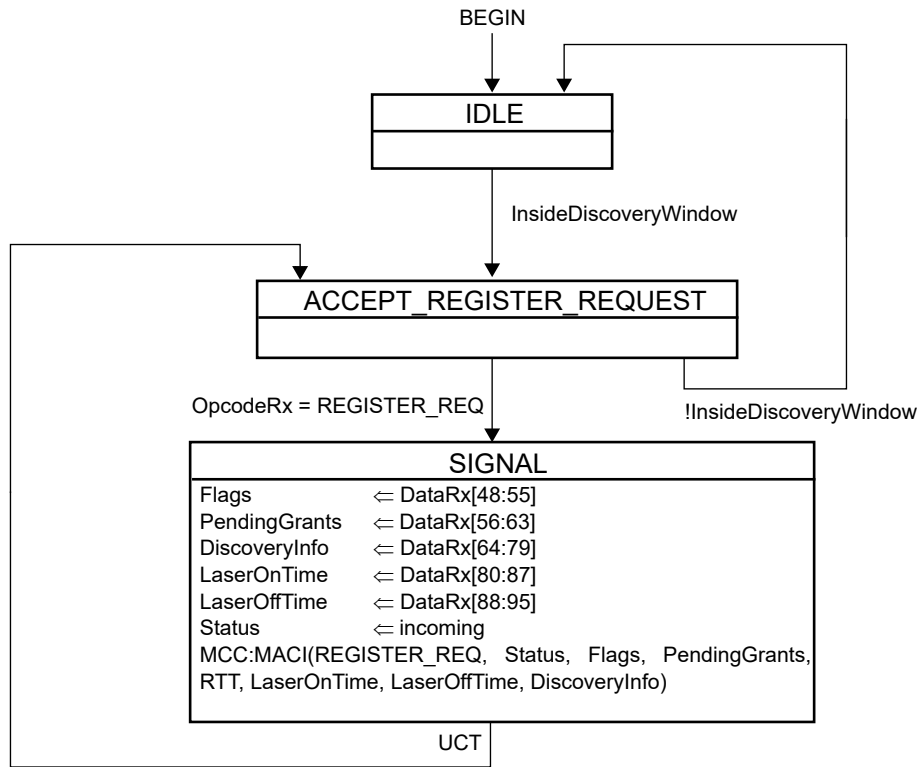 BEGIN
IDLE
InsideDiscoveryWindow
ACCEPT_REGISTER_REQUEST
OpcodeRx = REGISTER_REQ
!InsideDiscoveryWindow
SIGNAL
Flags ⇐ DataRx[48:55]
PendingGrants ⇐ DataRx[56:63]
DiscoveryInfo ⇐ DataRx[64:79]
LaserOnTime ⇐ DataRx[80:87]
LaserOffTime ⇐ DataRx[88:95]
Status ⇐ incoming
MCC:MACI(REGISTER_REQ, Status, Flags, PendingGrants,
RTT, LaserOnTime, LaserOffTime, DiscoveryInfo)
UCT